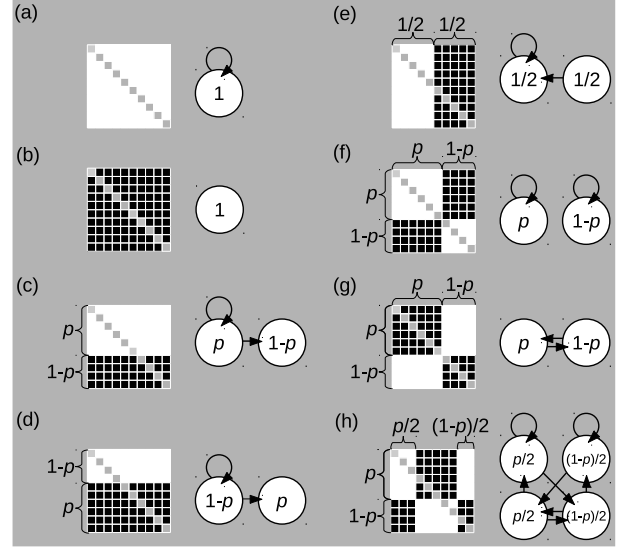 (a)
1
(b)
1
(c)
p
1-p
p
1-p
(d)
1-p
p
1-p
p
(e)
1/2 1/2
1/2
1/2
(f)
p 1-p
p
1-p
p
1-p
(g)
p 1-p
p
1-p
p
1-p
(h)
p/2 (1-p)/2
p
1-p
p/2 (1-p)/2
p/2 (1-p)/2